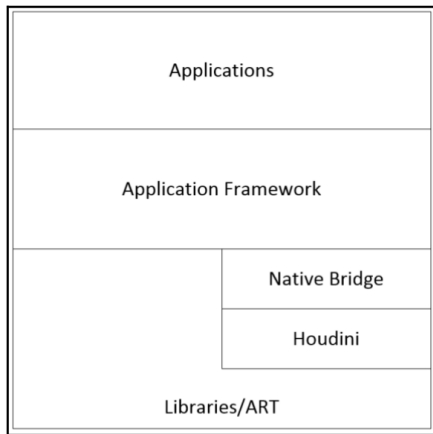 Applications
Application Framework
Native Bridge
Houdini
Libraries/ART